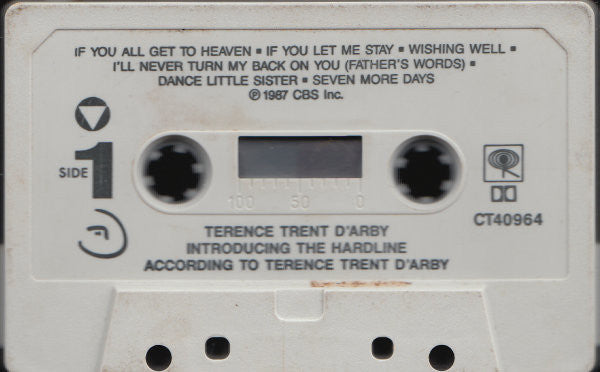 IF YOU ALL GET TO HEAVEN ▪ IF YOU LET ME STAY ▪ WISHING WELL ▪
I'LL NEVER TURN MY BACK ON YOU (FATHER'S WORDS) ▪
DANCE LITTLE SISTER ▪ SEVEN MORE DAYS
℗ 1987 CBS Inc.
SIDE 1
100 50 0
CT40964
TERENCE TRENT D'ARBY
INTRODUCING THE HARDLINE
ACCORDING TO TERENCE TRENT D'ARBY